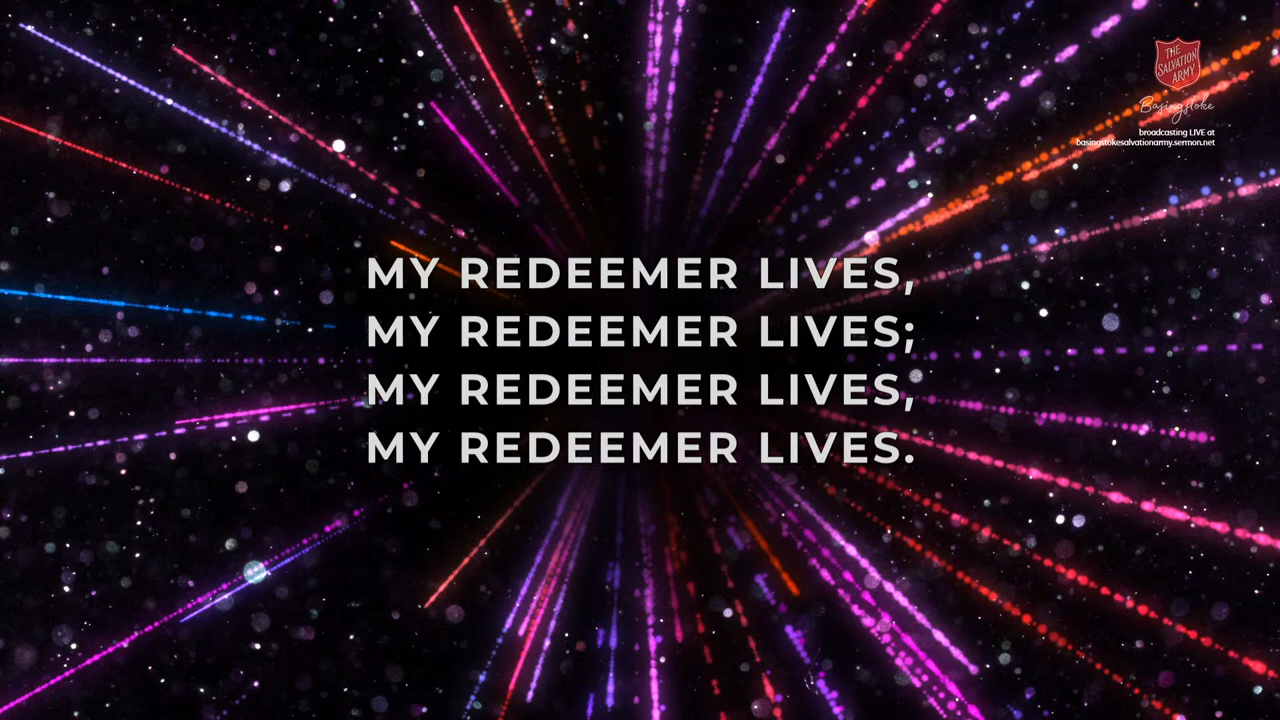 THE
SALVATION
ARMY
Basingstoke
broadcasting LIVE at
basingstokesalvationarmy.sermon.net
MY REDEEMER LIVES,
MY REDEEMER LIVES;
MY REDEEMER LIVES,
MY REDEEMER LIVES.